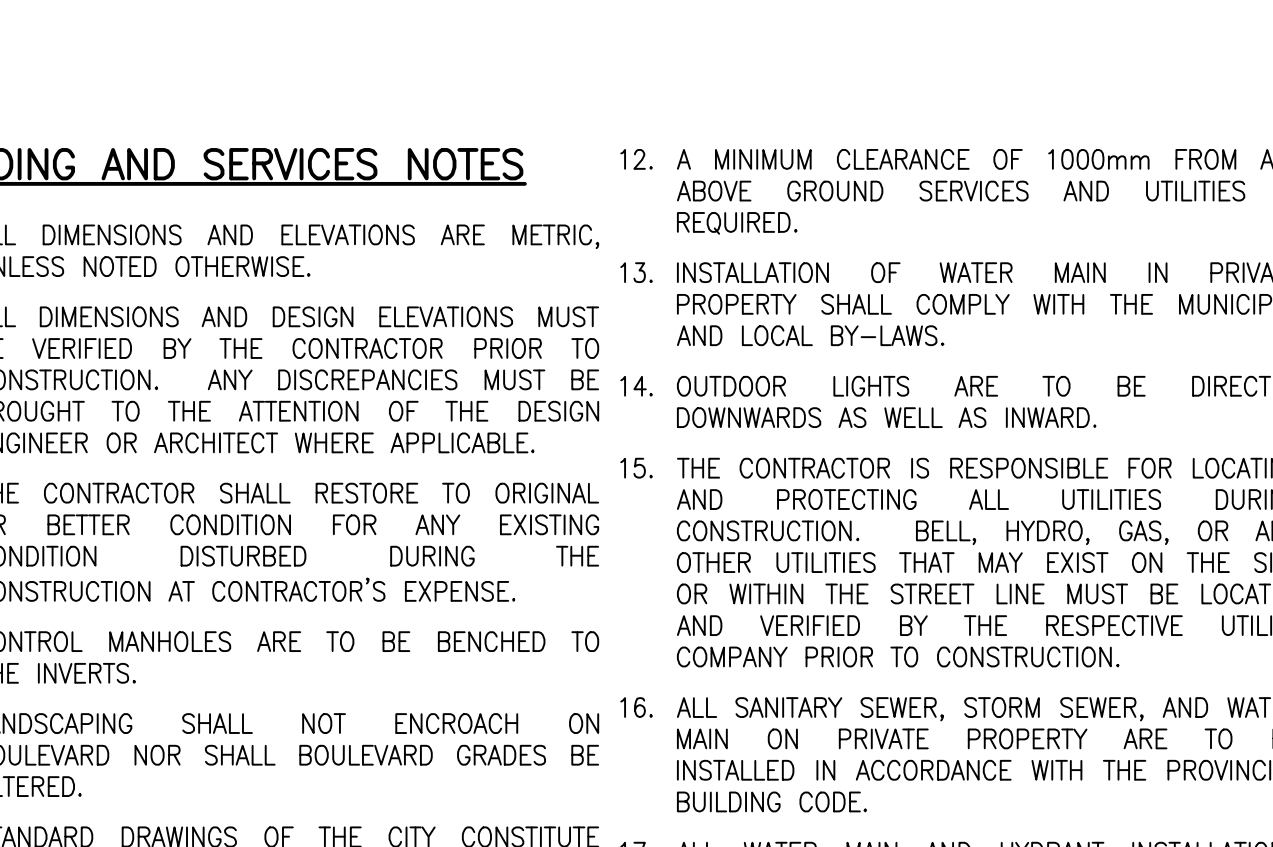 AND SERVICES NOTES
DIMENSIONS AND ELEVATIONS ARE METRIC,
NOTED OTHERWISE.
DIMENSIONS AND DESIGN ELEVATIONS MUST
VERIFIED BY THE CONTRACTOR PRIOR TO
ONSTRUCTION. ANY DISCREPANCIES MUST BE
ROUGHT TO THE ATTENTION OF THE DESIGN
NGINEER OR ARCHITECT WHERE APPLICABLE.
HE CONTRACTOR SHALL RESTORE TO ORIGINAL
R BETTER CONDITION FOR ANY EXISTING
ONDITION DISTURBED DURING THE
ONSTRUCTION AT CONTRACTOR'S EXPENSE.
ONTROL MANHOLES ARE TO BE BENCHED TO
HE INVERTS.
NDSCAPING SHALL NOT ENCROACH ON
OULEVARD NOR SHALL BOULEVARD GRADES BE
LTERED.
TANDARD DRAWINGS OF THE CITY CONSTITUTE
12. A MINIMUM CLEARANCE OF 1000mm FROM A
ABOVE GROUND SERVICES AND UTILITIES
REQUIRED.
13. INSTALLATION OF WATER MAIN IN PRIVA
PROPERTY SHALL COMPLY WITH THE MUNICIP
AND LOCAL BY–LAWS.
14. OUTDOOR LIGHTS ARE TO BE DIRECT
DOWNWARDS AS WELL AS INWARD.
15. THE CONTRACTOR IS RESPONSIBLE FOR LOCATI
AND PROTECTING ALL UTILITIES DURI
CONSTRUCTION. BELL, HYDRO, GAS, OR A
OTHER UTILITIES THAT MAY EXIST ON THE SI
OR WITHIN THE STREET LINE MUST BE LOCAT
AND VERIFIED BY THE RESPECTIVE UTILI
COMPANY PRIOR TO CONSTRUCTION.
16. ALL SANITARY SEWER, STORM SEWER, AND WAT
MAIN ON PRIVATE PROPERTY ARE TO
INSTALLED IN ACCORDANCE WITH THE PROVINCI
BUILDING CODE.
17. ALL WATER MAIN AND HYDRANT INSTALLATION